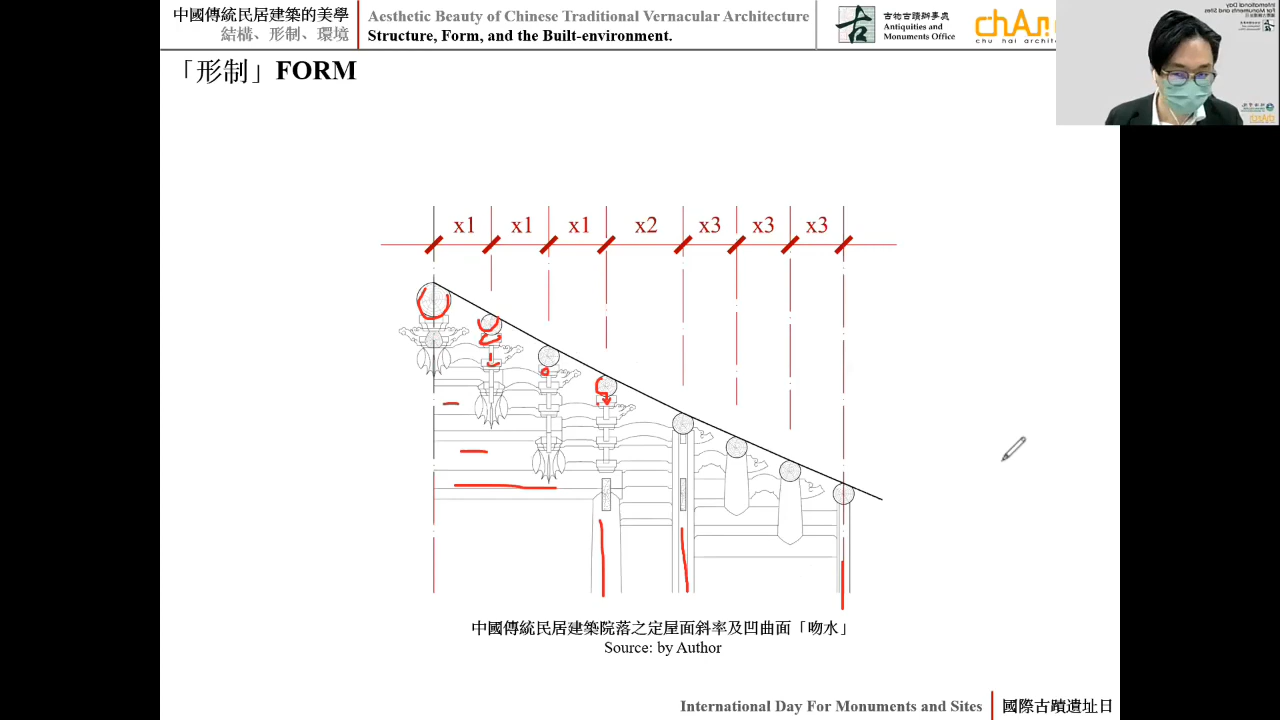 中國傳統民居建築的美學
結構、形制、環境
Aesthetic Beauty of Chinese Traditional Vernacular Architecture
Structure, Form, and the Built-environment.
古物古蹟辦事處
Antiquities and
Monuments Office
chu hai archite
「形制」FORM
x1 x1 x1 x2 x3 x3 x3
中國傳統民居建築院落之定屋面斜率及凹曲面「吻水」
Source: by Author
International Day For Monuments and Sites
國際古蹟遺址日